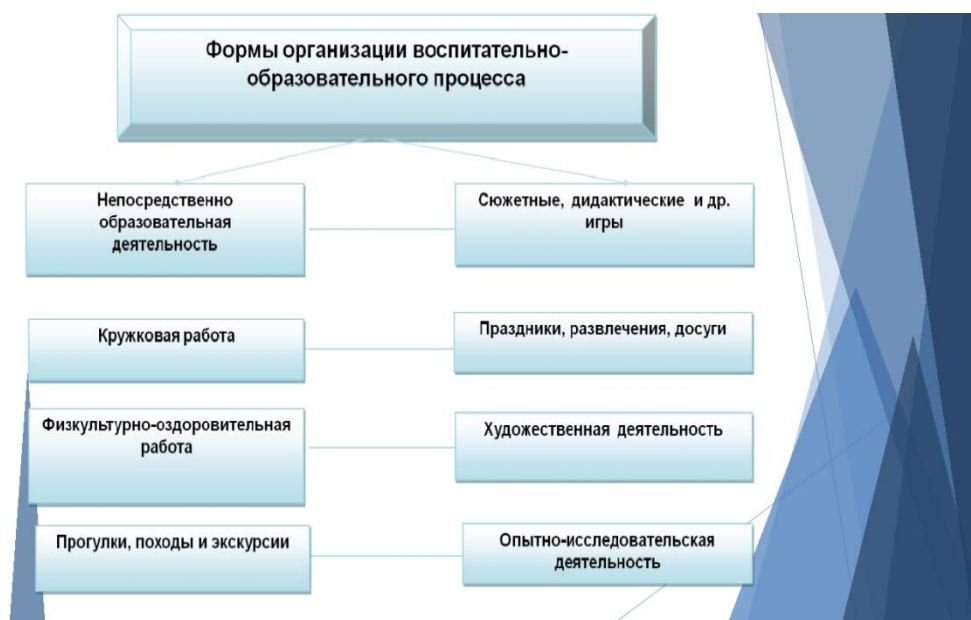 Формы организации воспитательно-
образовательного процесса
Непосредственно
образовательная
деятельность
Сюжетные, дидактические и др.
игры
Кружковая работа
Праздники, развлечения, досуги
Физкультурно-оздоровительная
работа
Художественная деятельность
Прогулки, походы и экскурсии
Опытно-исследовательская
деятельность